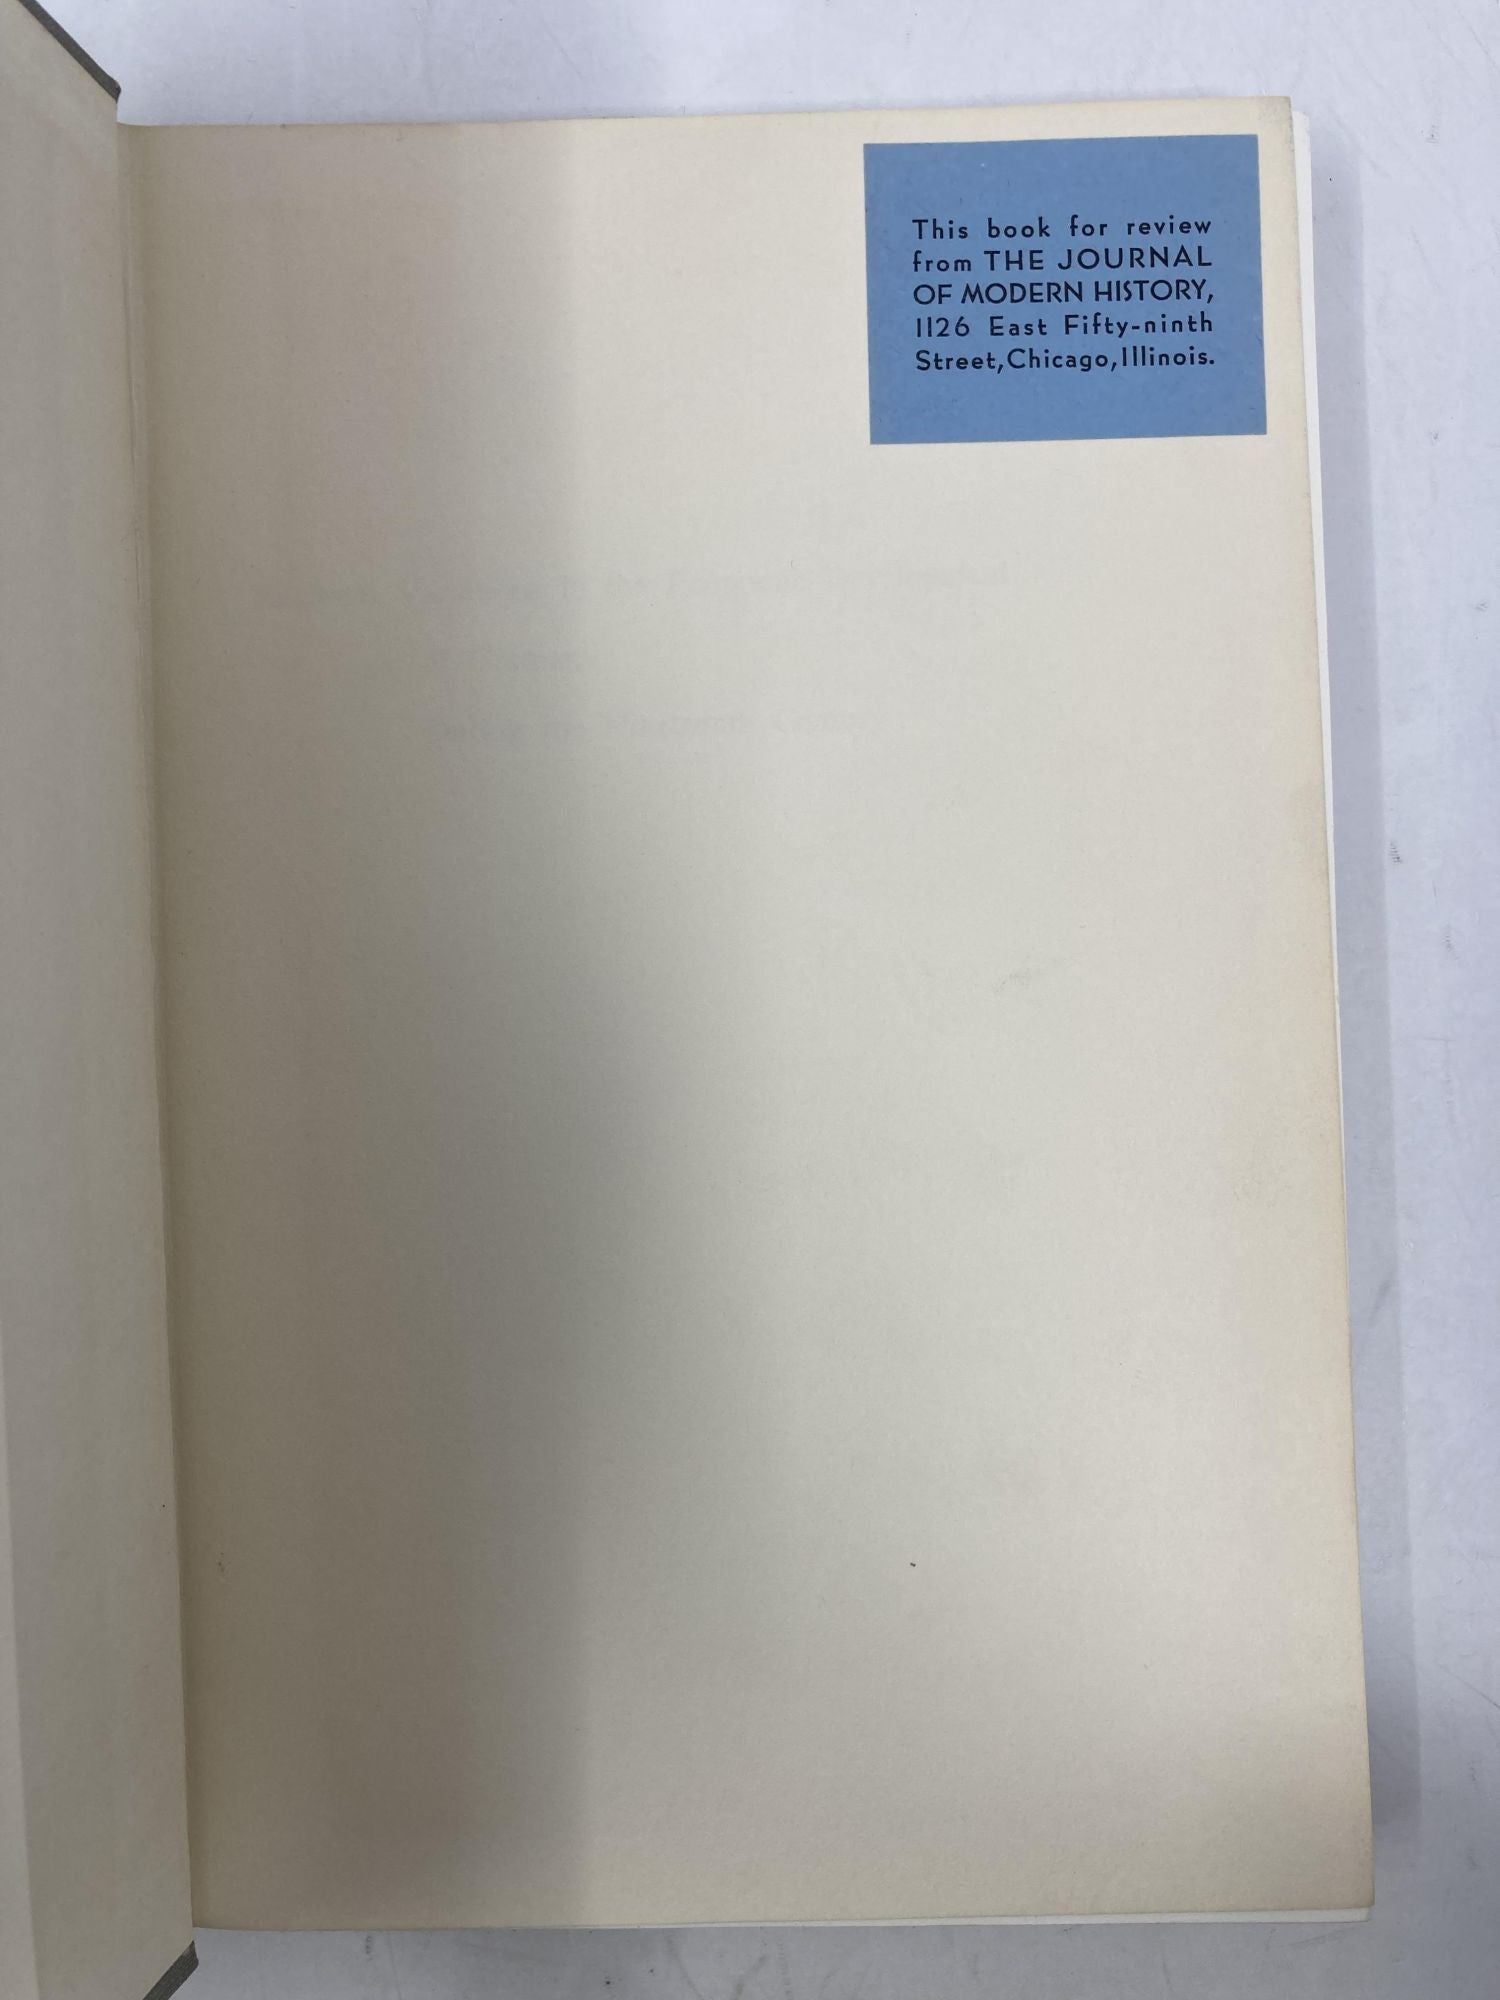 This book for review
from THE JOURNAL
OF MODERN HISTORY,
1126 East Fifty-ninth
Street, Chicago, Illinois.